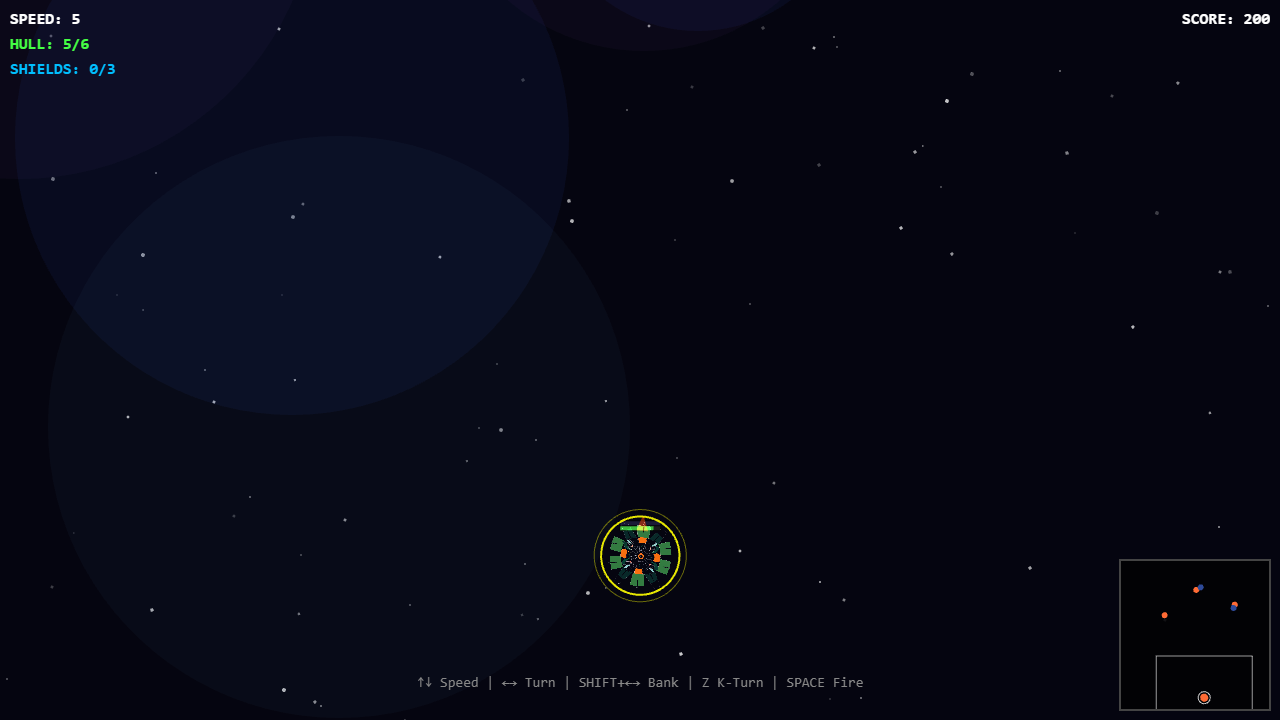 SPEED: 5
SCORE: 200
HULL: 5/6
SHIELDS: 0/3
↑↓ Speed | ↔ Turn | SHIFT+↔ Bank | Z K-Turn | SPACE Fire